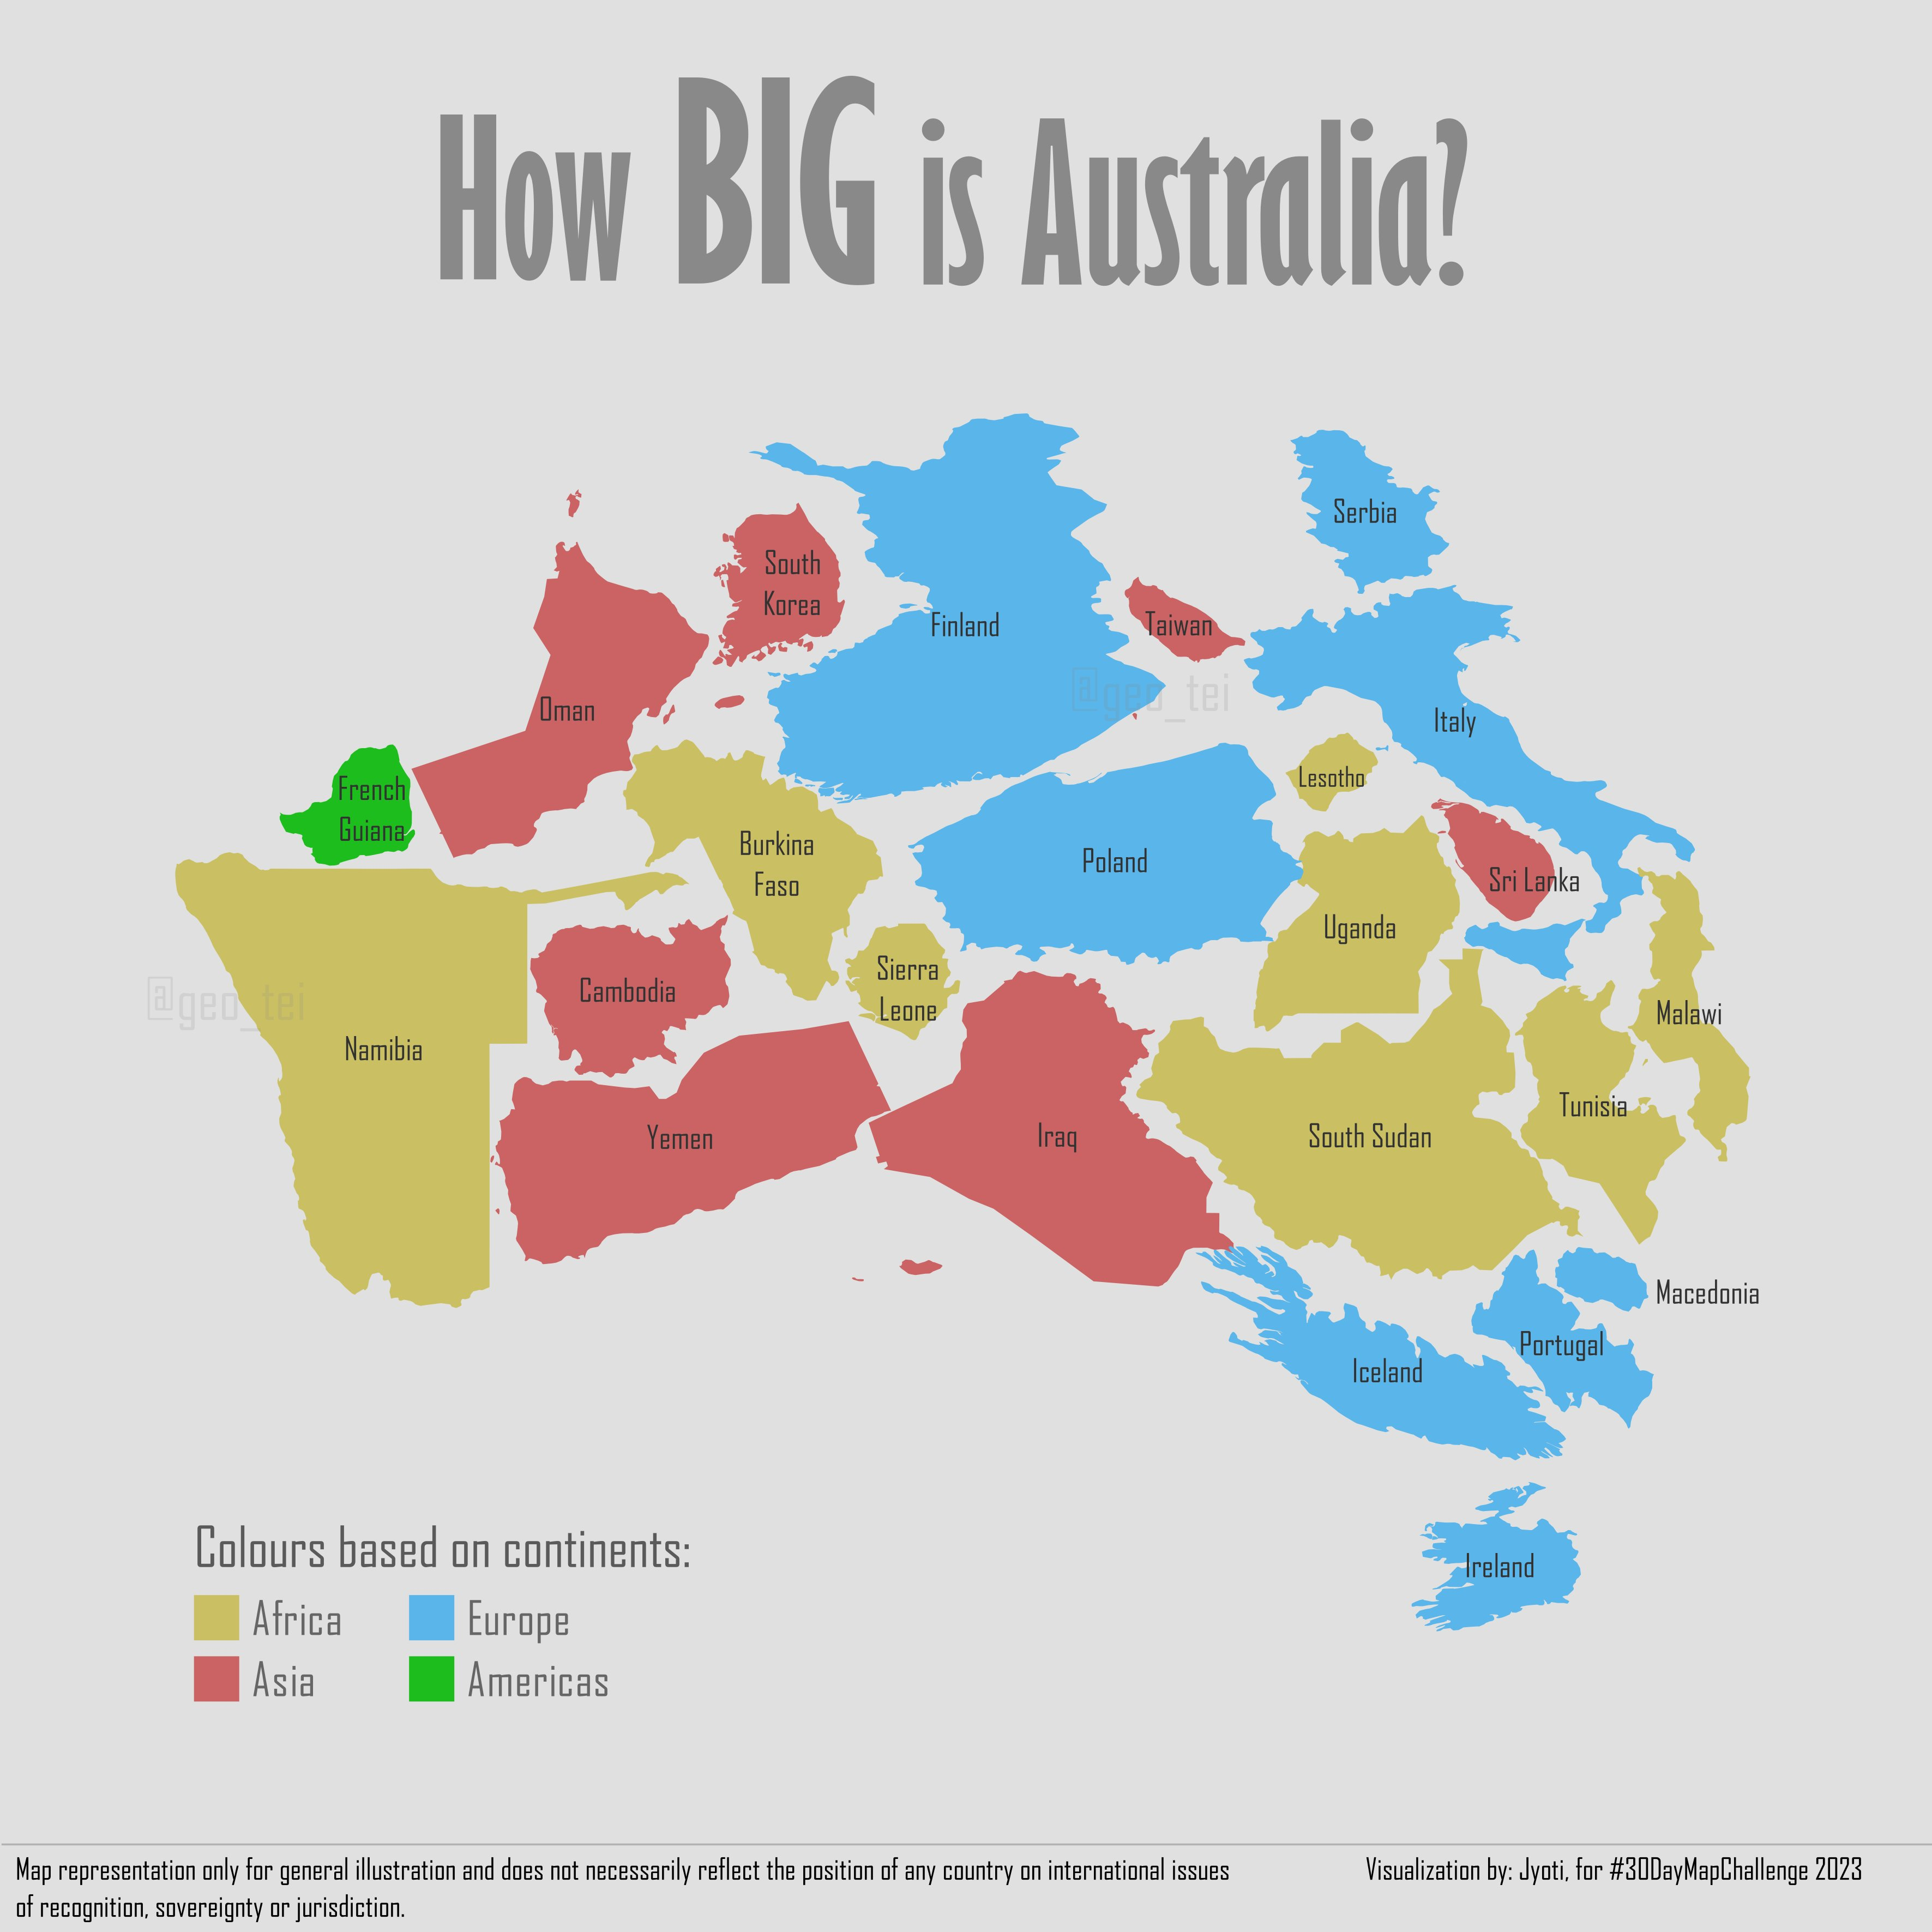 How BIG is Australia?
Serbia
South
Korea
Finland
Taiwan
@geo_tei
Oman
Italy
French
Guiana
Lesotho
Burkina
Faso
Poland
Sri Lanka
Uganda
Sierra
Leone
Cambodia
@geo_tei
Namibia
Malawi
Yemen
Iraq
South Sudan
Tunisia
Macedonia
Portugal
Iceland
Ireland
Colours based on continents:
Africa
Europe
Asia
Americas
Map representation only for general illustration and does not necessarily reflect the position of any country on international issues
of recognition, sovereignty or jurisdiction.
Visualization by: Jyoti, for #30DayMapChallenge 2023